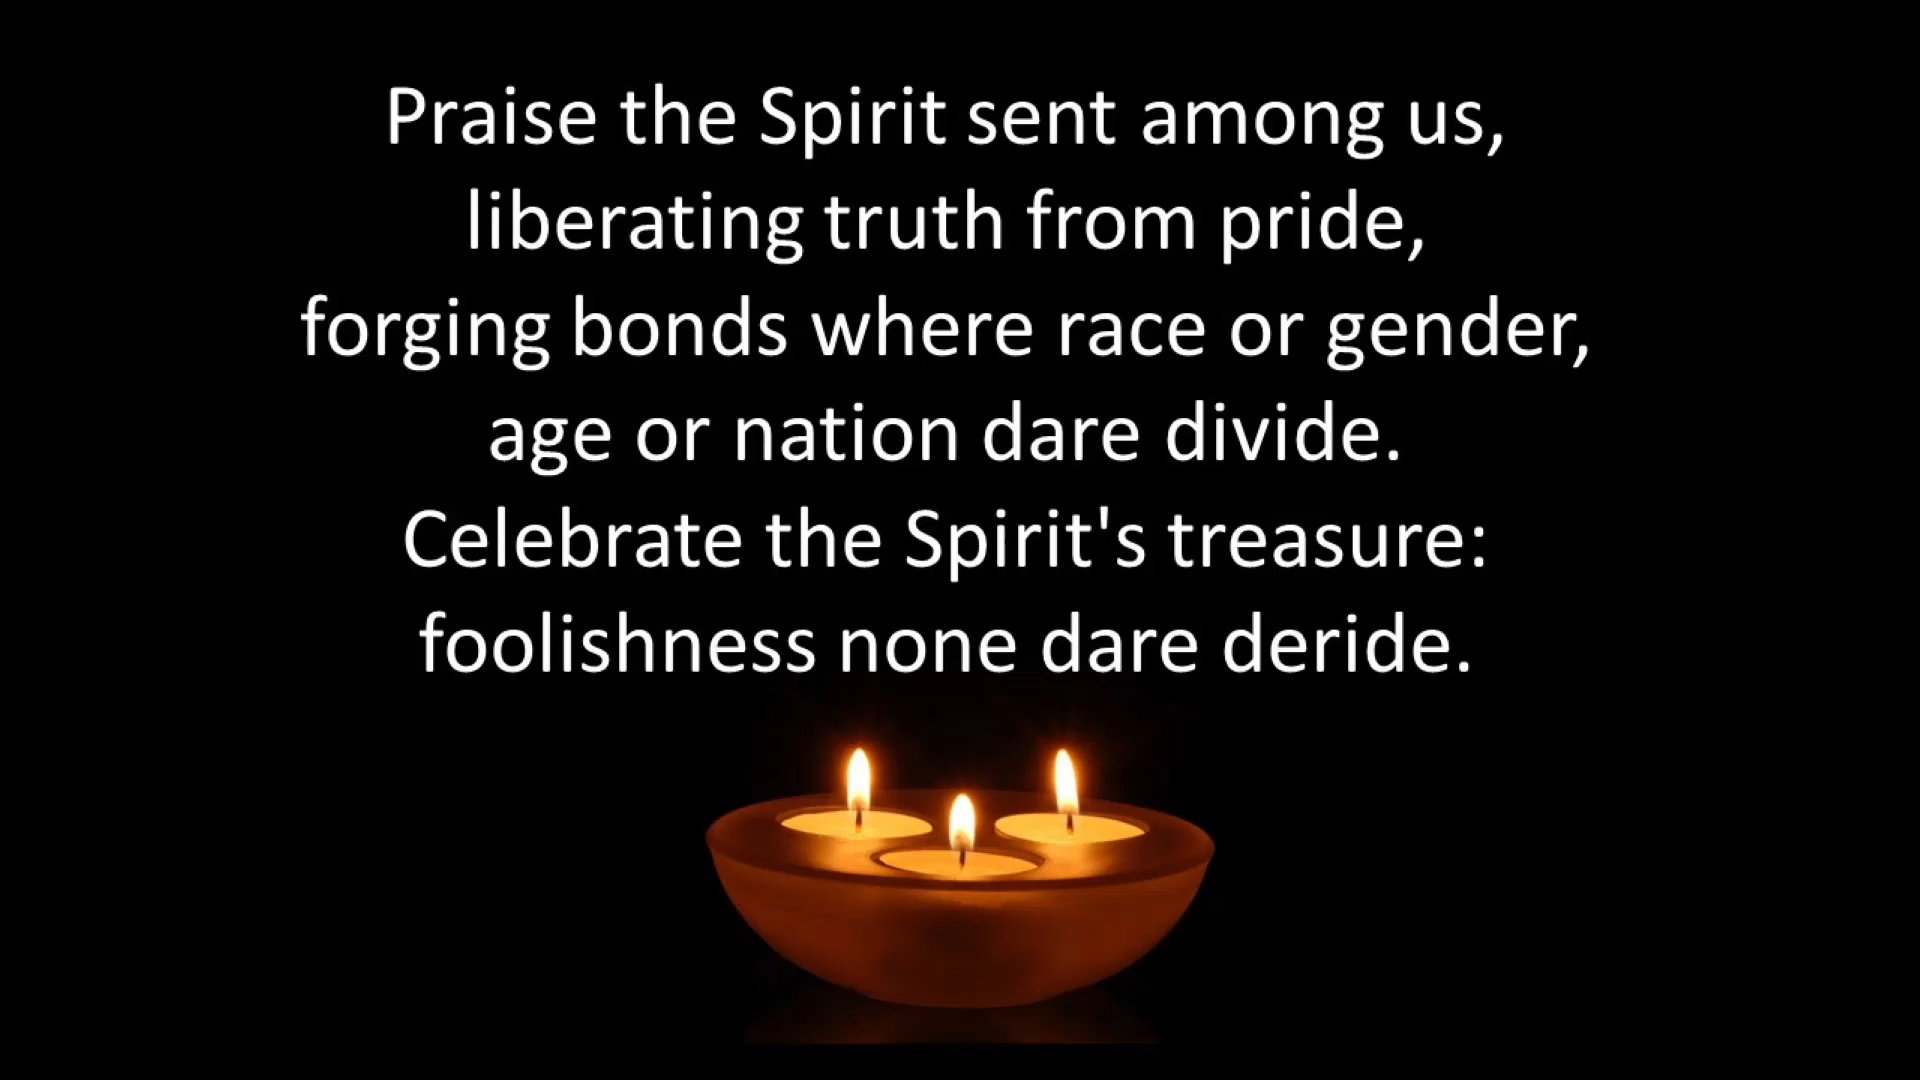 Praise the Spirit sent among us,
liberating truth from pride,
forging bonds where race or gender,
age or nation dare divide.
Celebrate the Spirit's treasure:
foolishness none dare deride.